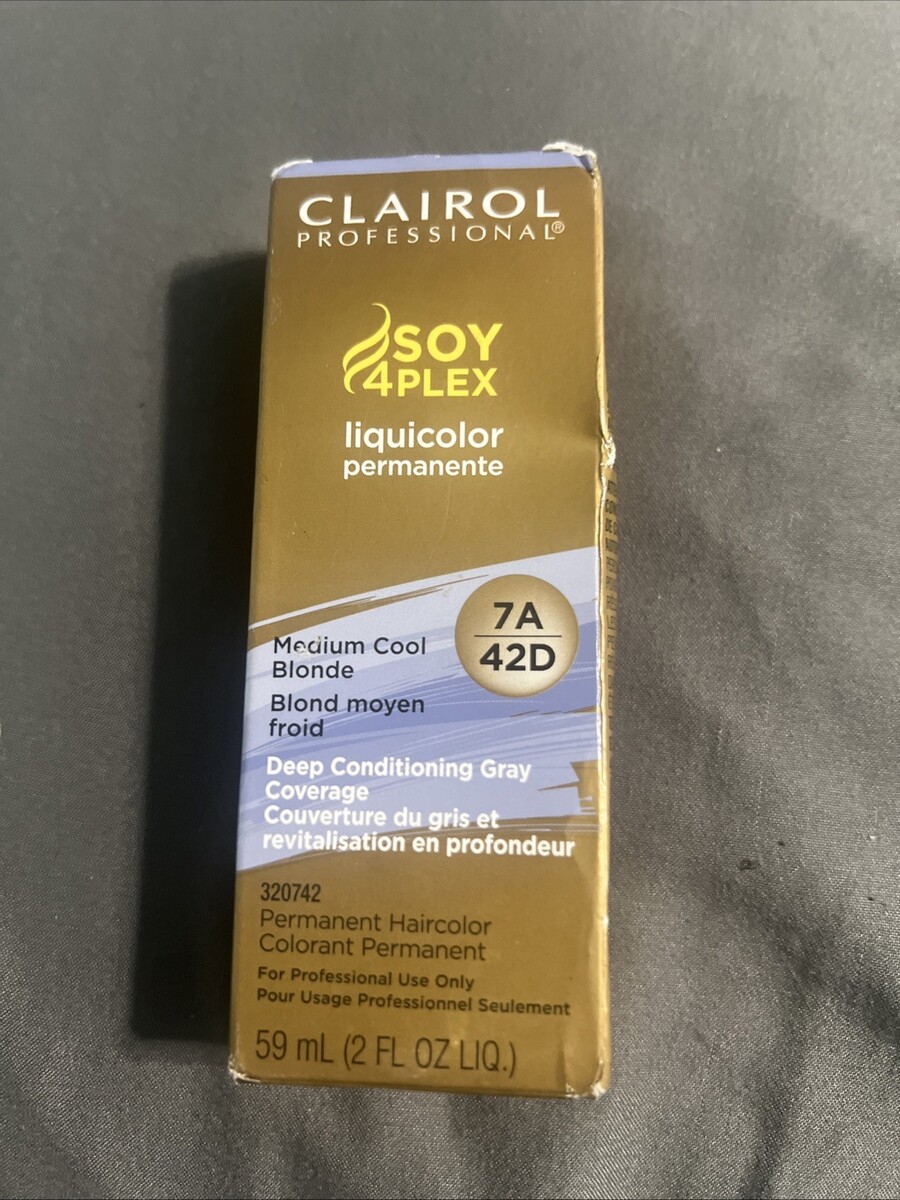 CLAIROL
PROFESSIONAL®
SOY
4PLEX
liquicolor
permanente
7A
42D
Medium Cool
Blonde
Blond moyen
froid
Deep Conditioning Gray
Coverage
Couverture du gris et
revitalisation en profondeur
320742
Permanent Haircolor
Colorant Permanent
For Professional Use Only
Pour Usage Professionnel Seulement
59 mL (2 FL OZ LIQ.)